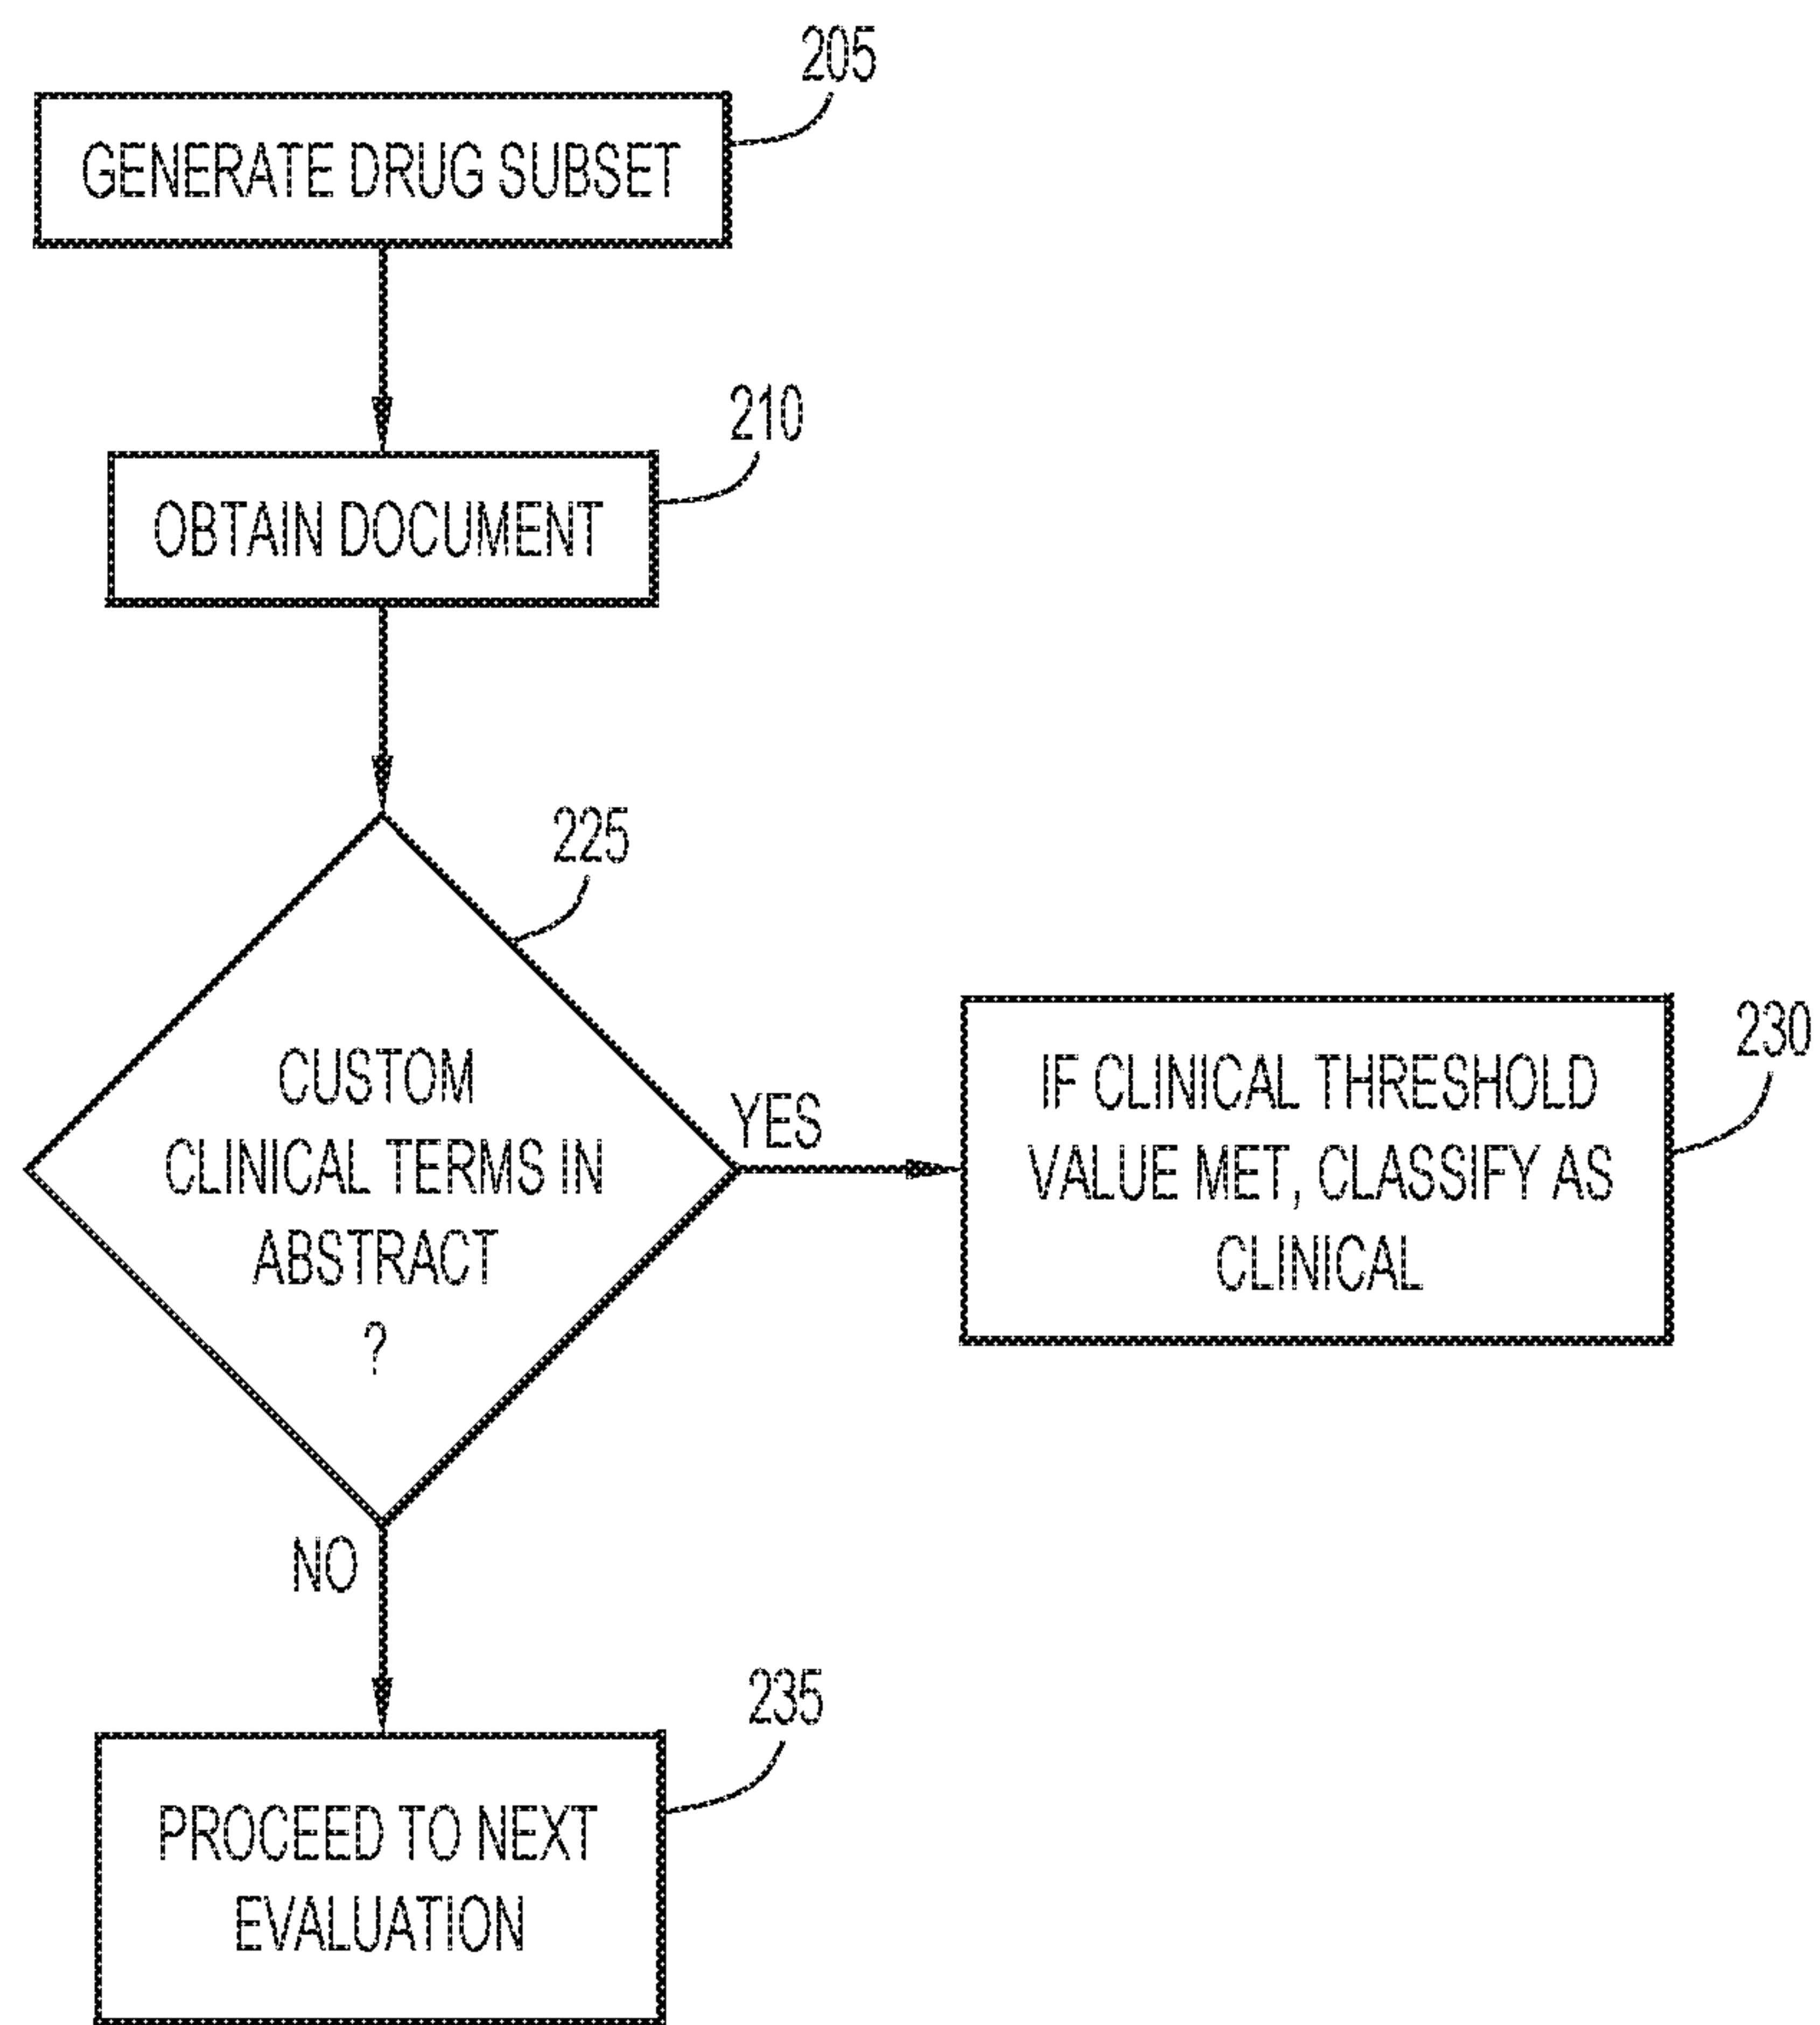 205
GENERATE DRUG SUBSET
210
OBTAIN DOCUMENT
225
CUSTOM
CLINICAL TERMS IN
ABSTRACT
?
YES
230
IF CLINICAL THRESHOLD
VALUE MET, CLASSIFY AS
CLINICAL
NO
235
PROCEED TO NEXT
EVALUATION